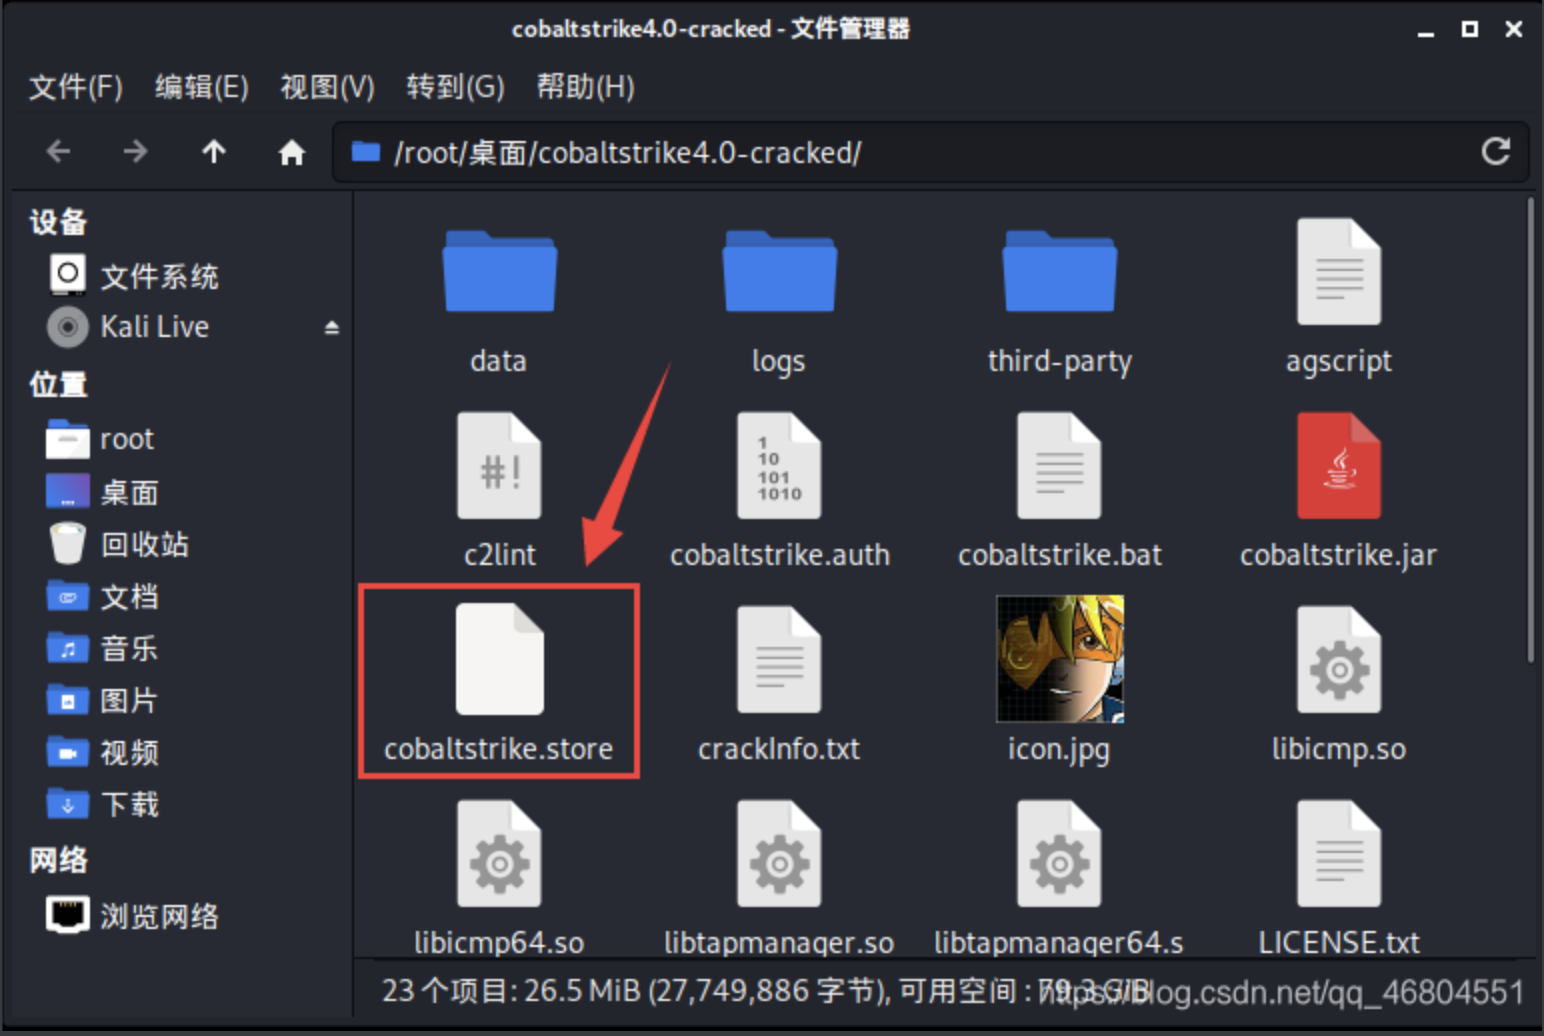 cobaltstrike4.0-cracked - 文件管理器
文件(F) 编辑(E) 视图(V) 转到(G) 帮助(H)
/root/桌面/cobaltstrike4.0-cracked/
设备
文件系统
Kali Live
位置
root
桌面
回收站
文档
音乐
图片
视频
下载
网络
浏览网络
data logs third-party agscript
#! 1 10 101 1010
c2lint cobaltstrike.auth cobaltstrike.bat cobaltstrike.jar
cobaltstrike.store crackInfo.txt icon.jpg libicmp.so
libicmp64.so libtapmanager.so libtapmanager64.s LICENSE.txt
23 个项目: 26.5 MiB (27,749,886 字节), 可用空间 : 79.3 GiB
https://blog.csdn.net/qq_46804551